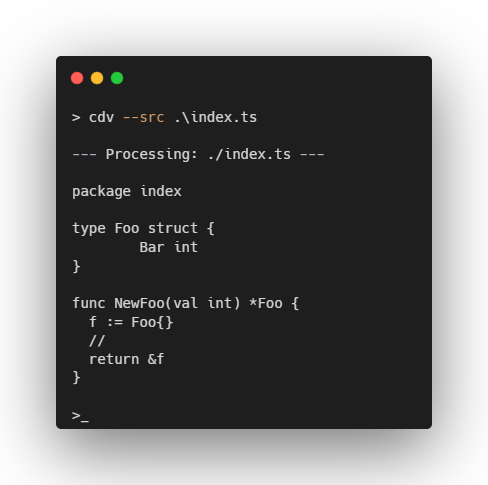 > cdv --src .\index.ts
--- Processing: ./index.ts ---
package index
type Foo struct {
        Bar int
}
func NewFoo(val int) *Foo {
  f := Foo{}
  //
  return &f
}
>_